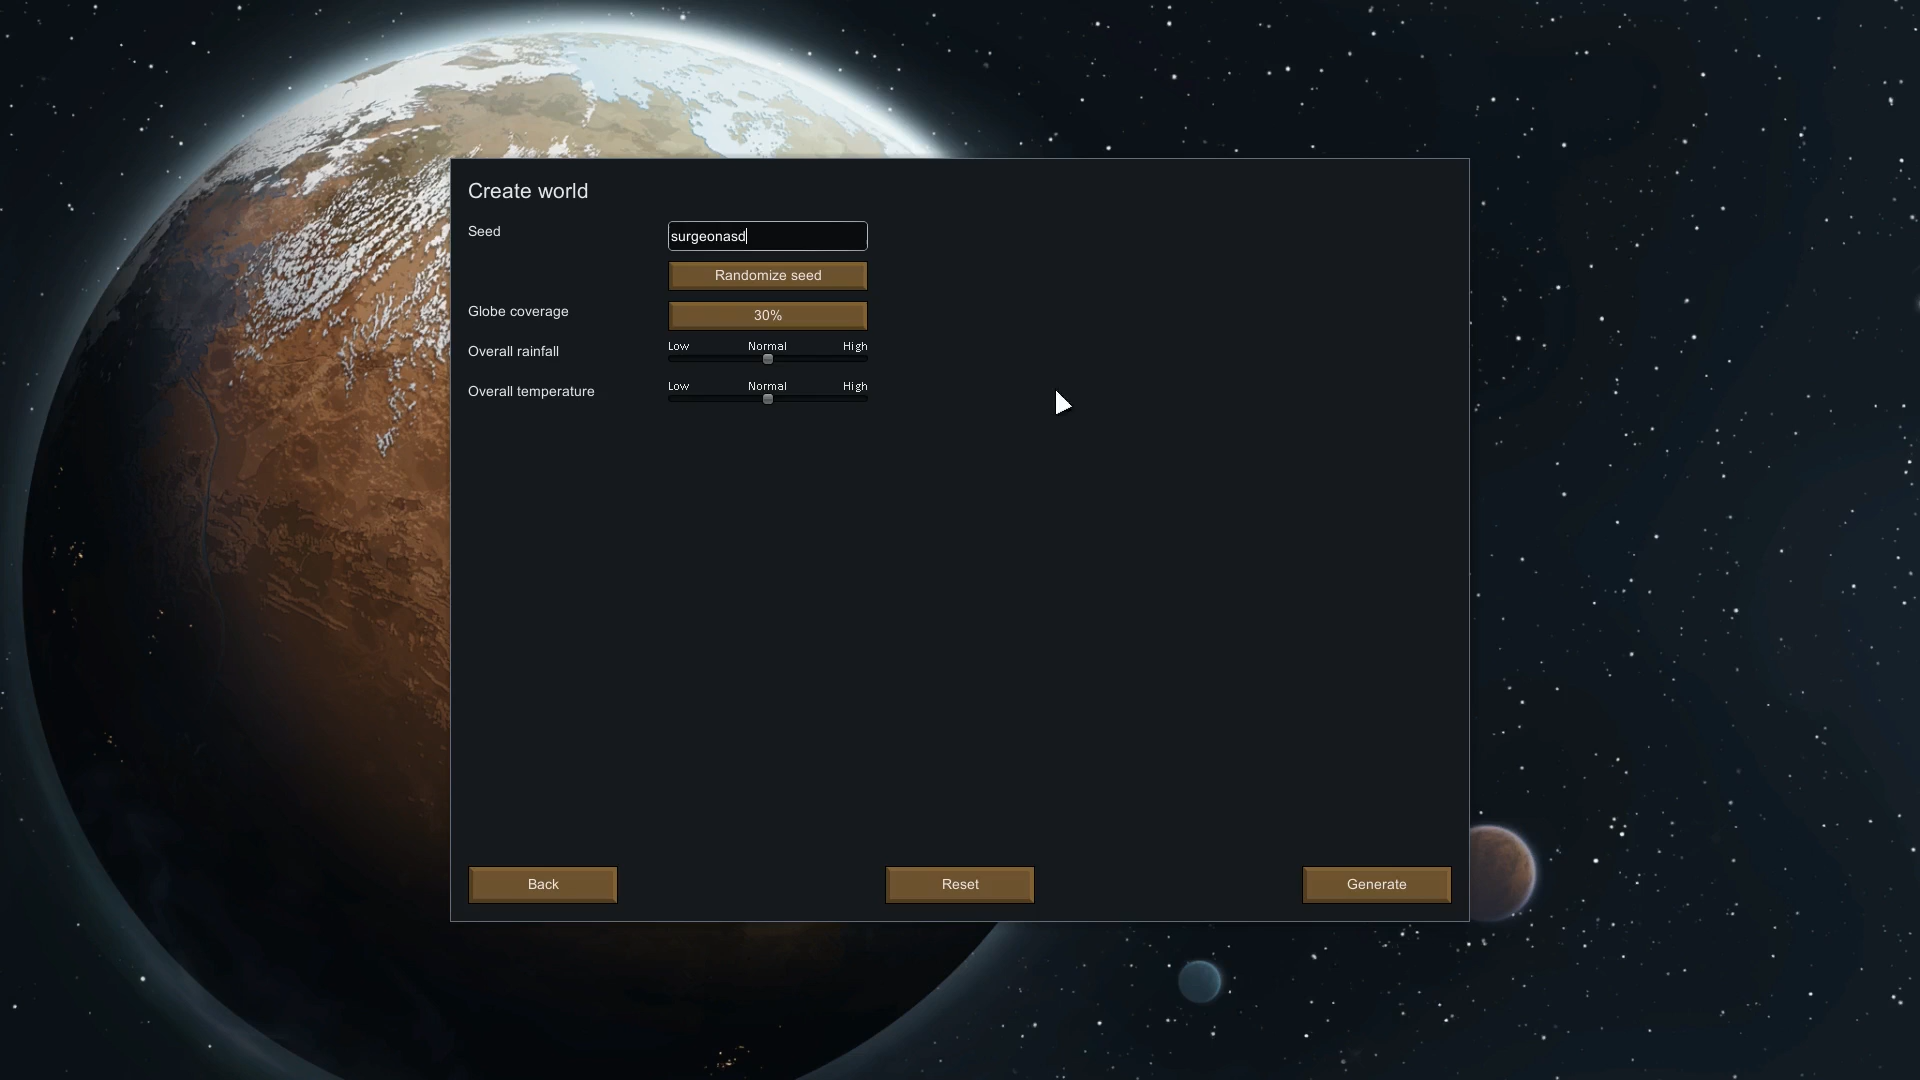 Create world
Seed
surgeonasd
Randomize seed
Globe coverage
30%
Overall rainfall
Low Normal High
Overall temperature
Low Normal High
Back
Reset
Generate